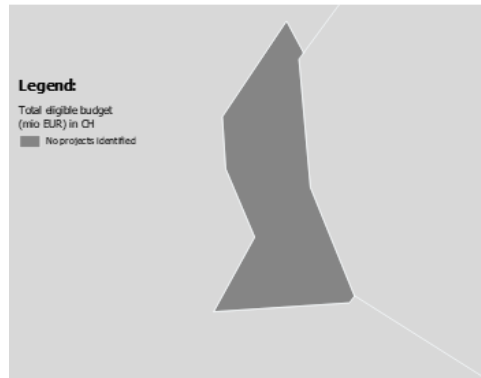 Legend:
Total eligible budget
(mio EUR) in CH
No projects identified